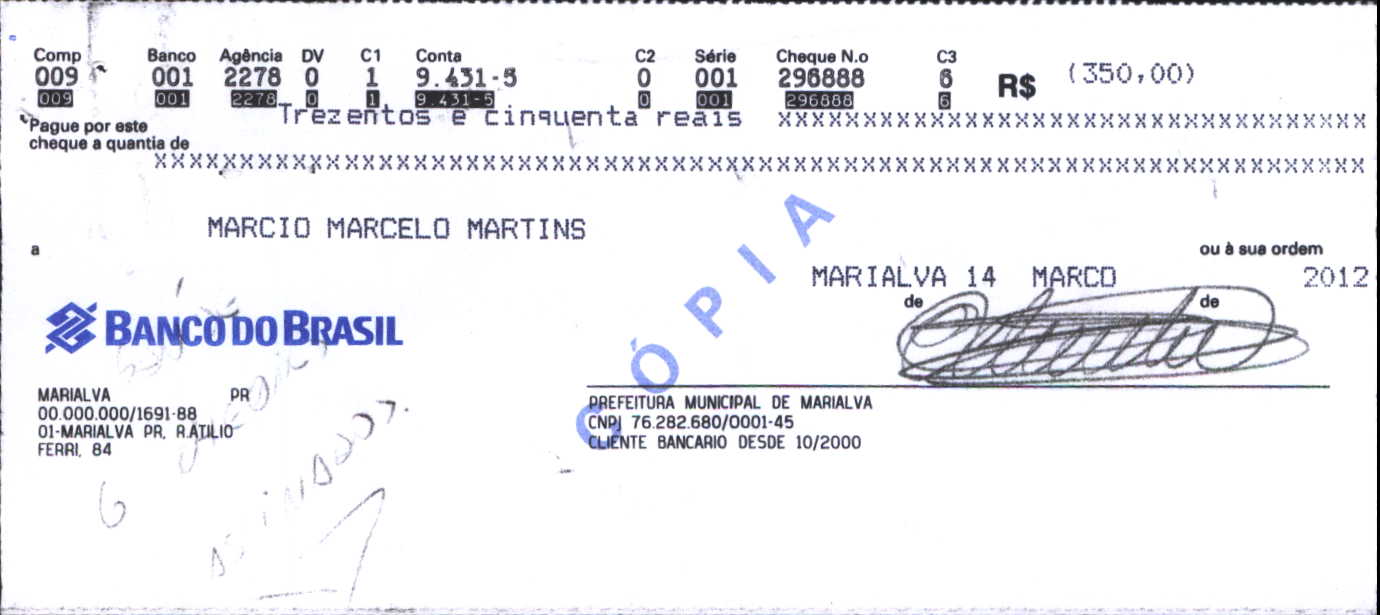 Comp Banco Agência DV C1 Conta C2 Série Cheque N.o C3
009 001 2278 0 1 9.431-5 0 001 296888 6 R$ (350,00)
009 001 2278 0 1 9.431-5 0 001 296888 6
Trezentos e cinquenta reais XXXXXXXXXXXXXXXXXXXXXXXXXXXXXXXXXX
Pague por este
cheque a quantia de
XXXXXXXXXXXXXXXXXXXXXXXXXXXXXXXXXXXXXXXXXXXXXXXXXXXXXXXXXXXXXXXXXXXXXX
MARCIO MARCELO MARTINS
a ou à sua ordem
MARIALVA 14 MARCO 2012
de de
BANCO DO BRASIL
CÓPIA
MARIALVA PR
00.000.000/1691-88
01-MARIALVA PR, R.ATILIO
FERRI, 84
PREFEITURA MUNICIPAL DE MARIALVA
CNPJ 76.282.680/0001-45
CLIENTE BANCARIO DESDE 10/2000